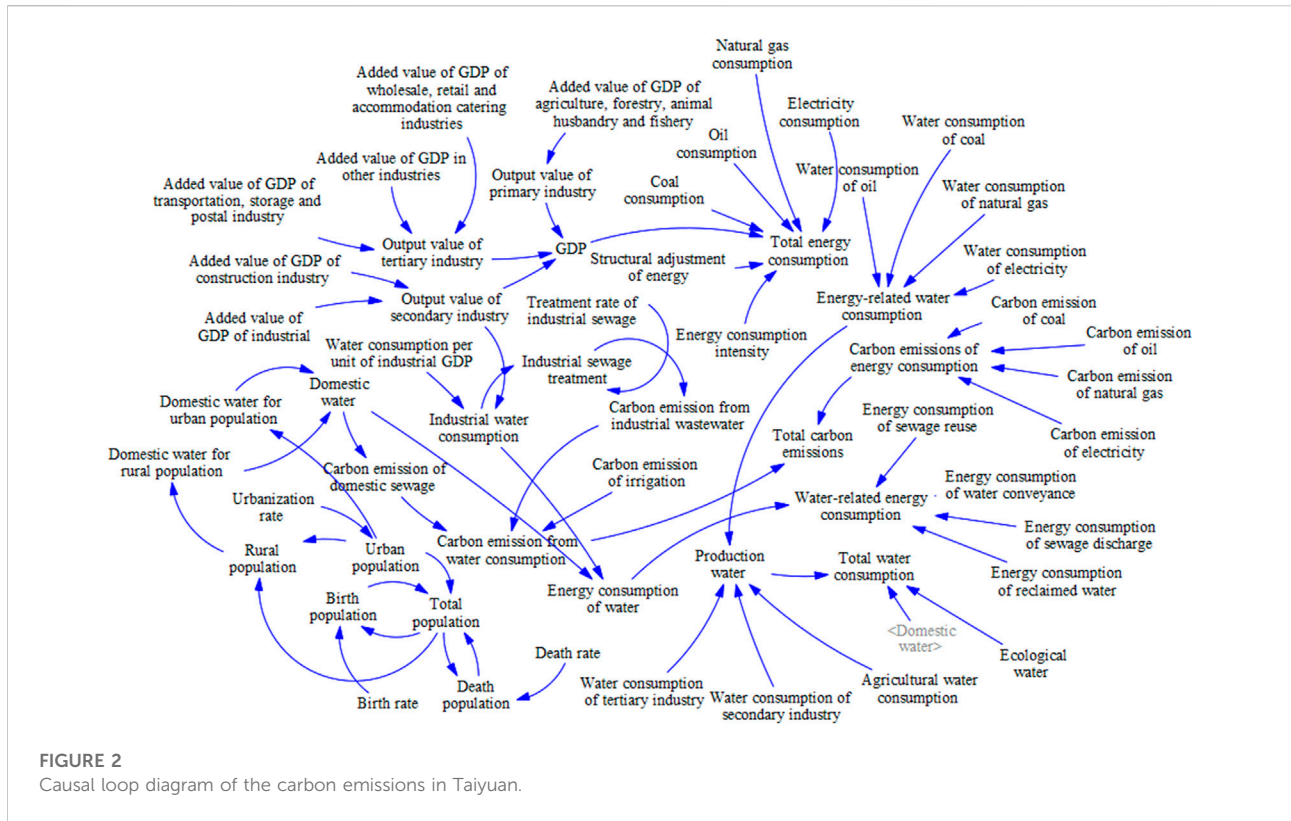 Natural gas
consumption
Added value of GDP of
wholesale, retail and
accommodation catering
industries
Added value of GDP of
agriculture, forestry, animal
husbandry and fishery
Electricity
consumption
Oil
consumption
Water consumption
of coal
Added value of GDP in
other industries
Added value of GDP of
transportation, storage and
postal industry
Output value of
primary industry
Coal
consumption
Water consumption
of oil
Water consumption
of natural gas
Output value of
tertiary industry
GDP
Total energy
consumption
Added value of GDP of
construction industry
Structural adjustment
of energy
Water consumption
of electricity
Output value of
secondary industry
Treatment rate of
industrial sewage
Energy-related water
consumption
Carbon emission
of coal
Added value of
GDP of industrial
Water consumption per
unit of industrial GDP
Industrial sewage
treatment
Energy consumption
intensity
Carbon emissions of
energy consumption
Carbon emission
of oil
Carbon emission
of natural gas
Domestic
water
Domestic water for
urban population
Industrial water
consumption
Carbon emission from
industrial wastewater
Energy consumption
of sewage reuse
Total carbon
emissions
Carbon emission
of electricity
Domestic water for
rural population
Carbon emission of
domestic sewage
Carbon emission
of irrigation
Energy consumption
of water conveyance
Urbanization
rate
Water-related energy
consumption
Energy consumption
of sewage discharge
Rural
population
Urban
population
Carbon emission from
water consumption
Production
water
Total water
consumption
Energy consumption
of reclaimed water
Birth
population
Total
population
Energy consumption
of water
<Domestic
water>
Ecological
water
Death rate
Birth rate
Death
population
Water consumption
of tertiary industry
Water consumption of
secondary industry
Agricultural water
consumption
FIGURE 2
Causal loop diagram of the carbon emissions in Taiyuan.